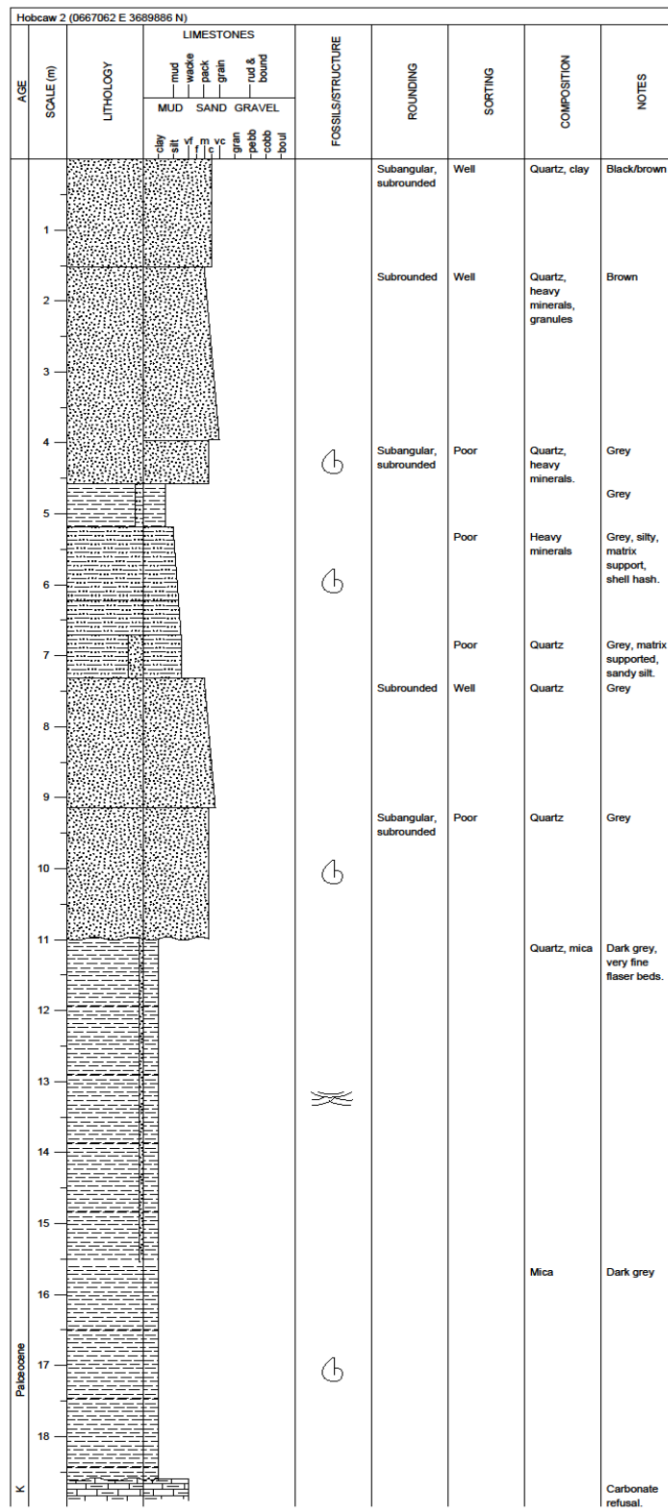 Hobcaw 2 (0667062 E 3689886 N)
AGE
SCALE (m)
LITHOLOGY
LIMESTONES
mud
wacke
pack
grain
rud &
bound
MUD SAND GRAVEL
clay
silt
vf
f
m
c
vc
gran
pebb
cobb
boul
FOSSILS/STRUCTURE
ROUNDING
SORTING
COMPOSITION
NOTES
Subangular,
subrounded
Well
Quartz, clay
Black/brown
1
Subrounded
Well
Quartz,
heavy
minerals,
granules
Brown
2
3
4
Subangular,
subrounded
Poor
Quartz,
heavy
minerals.
Grey
Grey
5
Poor
Heavy
minerals
Grey, silty,
matrix
support,
shell hash.
6
7
Poor
Quartz
Grey, matrix
supported,
sandy silt.
Subrounded
Well
Quartz
Grey
8
9
Subangular,
subrounded
Poor
Quartz
Grey
10
11
Quartz, mica
Dark grey,
very fine
flaser beds.
12
13
14
15
Mica
Dark grey
16
17
Palæocene
18
K
Carbonate
refusal.